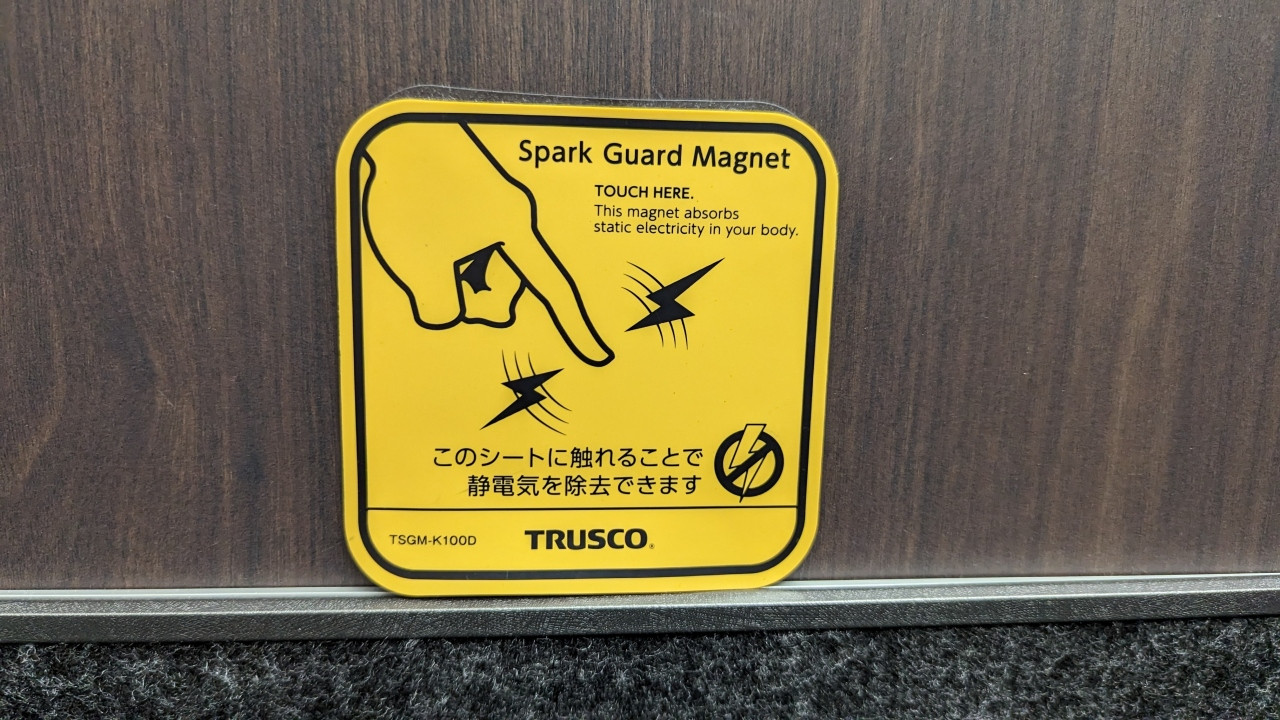 Spark Guard Magnet
TOUCH HERE.
This magnet absorbs
static electricity in your body.
このシートに触れることで
静電気を除去できます
TSGM-K100D
TRUSCO®